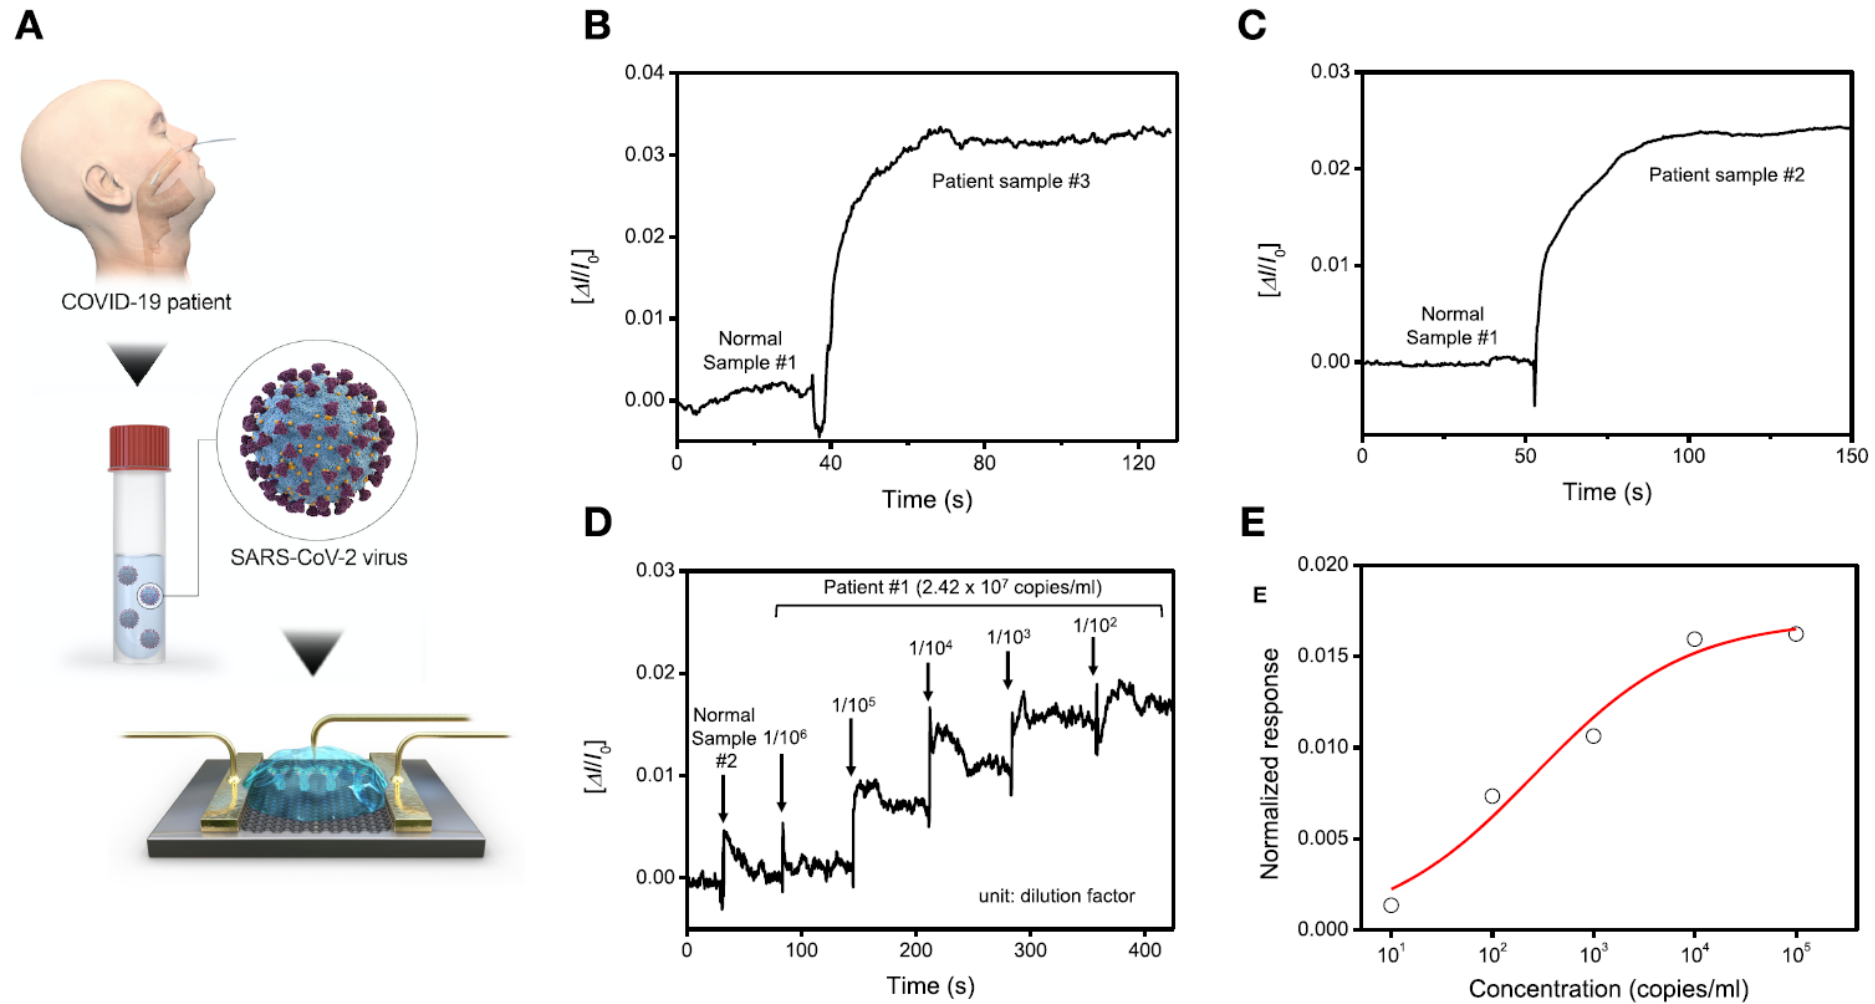 A
COVID-19 patient
SARS-CoV-2 virus
B
0.04
0.03
0.02
0.01
0.00
[ΔI/I₀]
Normal
Sample #1
Patient sample #3
0 40 80 120
Time (s)
C
0.03
0.02
0.01
0.00
[ΔI/I₀]
Normal
Sample #1
Patient sample #2
0 50 100 150
Time (s)
D
0.03
0.02
0.01
0.00
[ΔI/I₀]
Patient #1 (2.42 x 10⁷ copies/ml)
Normal
Sample
#2
1/10⁶
1/10⁵
1/10⁴
1/10³
1/10²
unit: dilution factor
0 100 200 300 400
Time (s)
E
E
0.020
0.015
0.010
0.005
0.000
Normalized response
10¹ 10² 10³ 10⁴ 10⁵
Concentration (copies/ml)